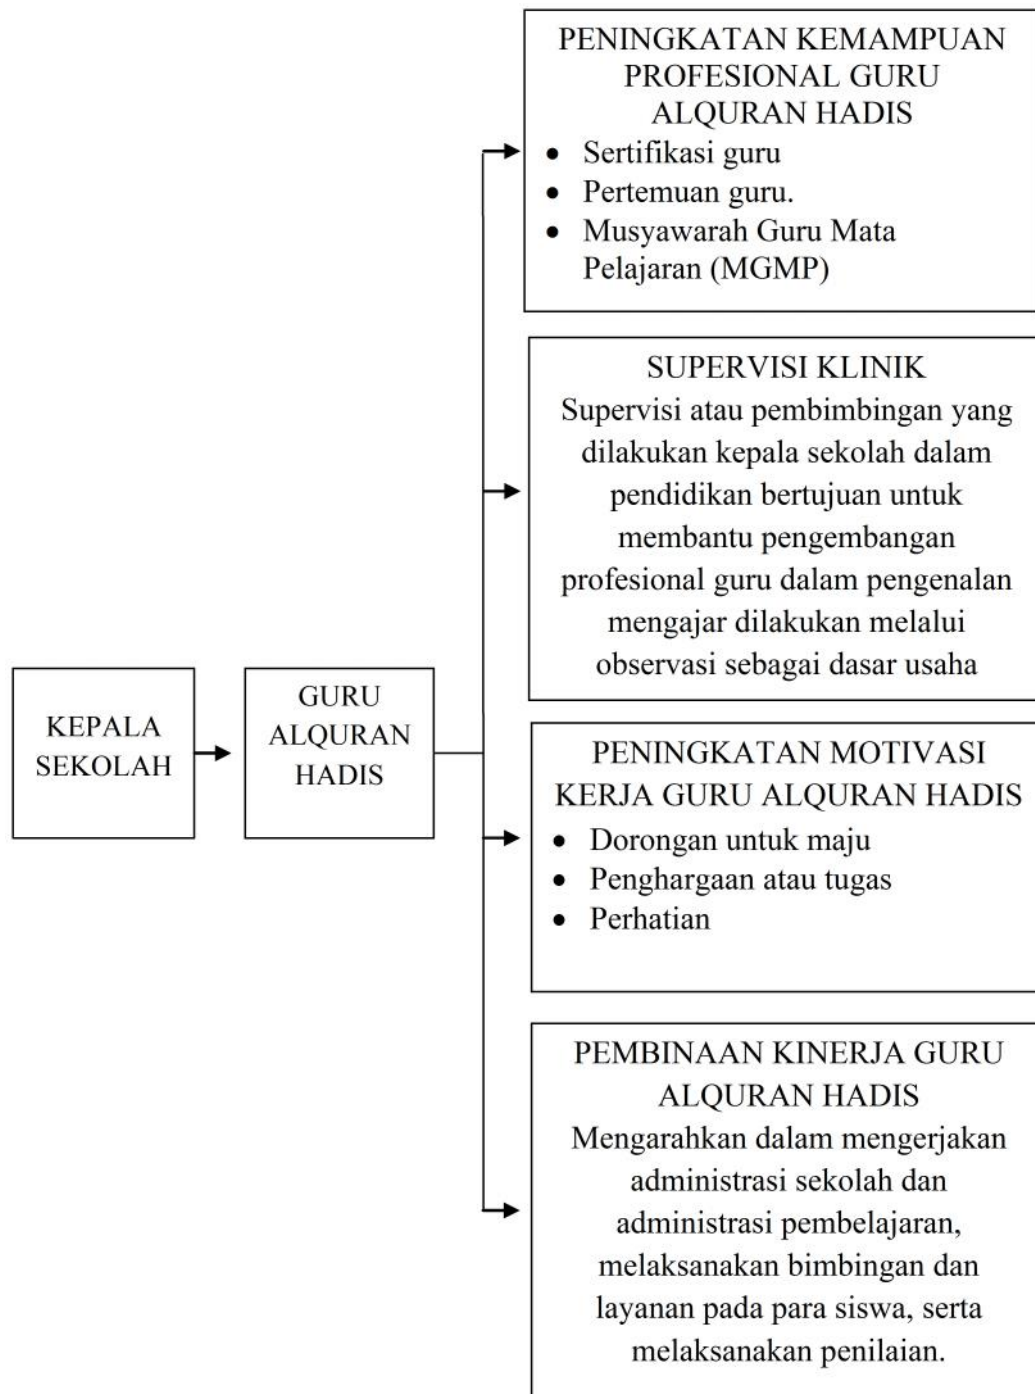 PENINGKATAN KEMAMPUAN
PROFESIONAL GURU
ALQURAN HADIS
• Sertifikasi guru
• Pertemuan guru.
• Musyawarah Guru Mata
Pelajaran (MGMP)
SUPERVISI KLINIK
Supervisi atau pembimbingan yang
dilakukan kepala sekolah dalam
pendidikan bertujuan untuk
membantu pengembangan
profesional guru dalam pengenalan
mengajar dilakukan melalui
observasi sebagai dasar usaha
KEPALA
SEKOLAH
GURU
ALQURAN
HADIS
PENINGKATAN MOTIVASI
KERJA GURU ALQURAN HADIS
• Dorongan untuk maju
• Penghargaan atau tugas
• Perhatian
PEMBINAAN KINERJA GURU
ALQURAN HADIS
Mengarahkan dalam mengerjakan
administrasi sekolah dan
administrasi pembelajaran,
melaksanakan bimbingan dan
layanan pada para siswa, serta
melaksanakan penilaian.